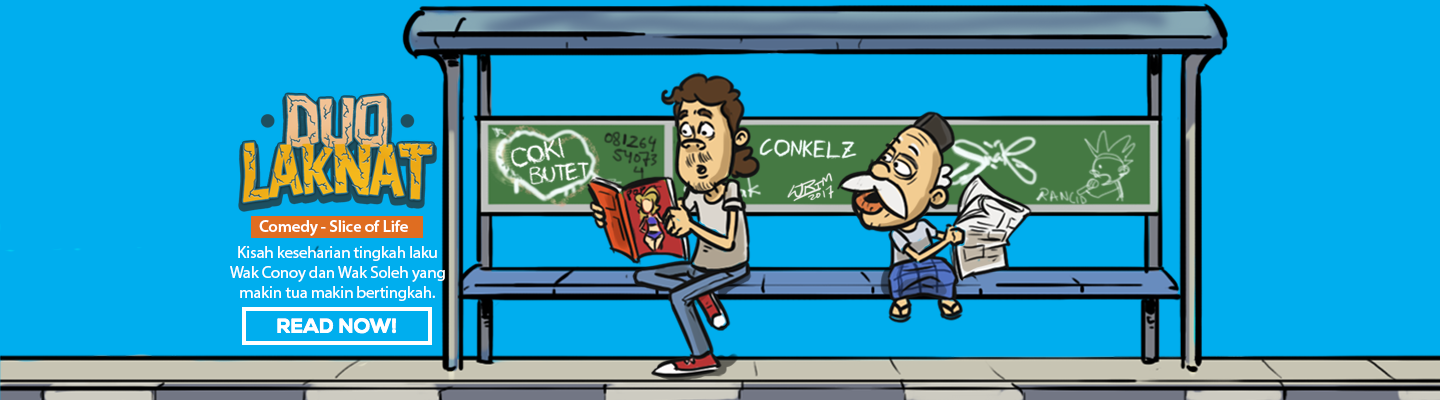 DUO
LAKNAT
Comedy - Slice of Life
Kisah keseharian tingkah laku
Wak Conoy dan Wak Soleh yang
makin tua makin bertingkah.
READ NOW!
COKI
BUTET
081264
54073
4
CONKELZ
2017
RANCID